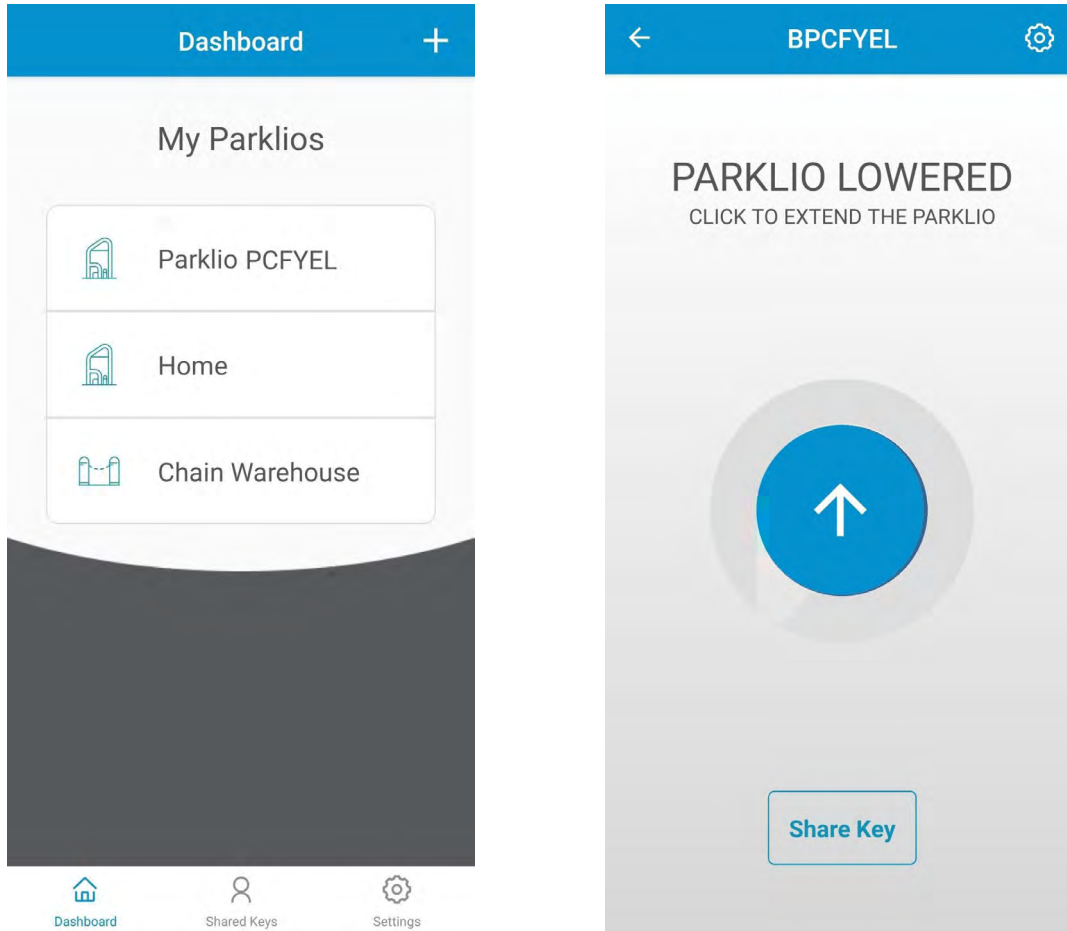 Dashboard
My Parklios
Parklio PCFYEL
Home
Chain Warehouse
Dashboard
Shared Keys
Settings
BPCFYEL
PARKLIO LOWERED
CLICK TO EXTEND THE PARKLIO
Share Key